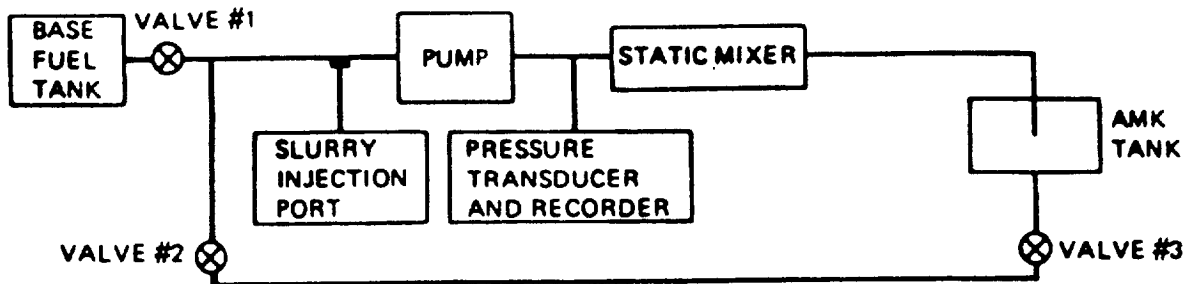 VALVE #1
BASE
FUEL
TANK
PUMP
STATIC MIXER
AMK
TANK
SLURRY
INJECTION
PORT
PRESSURE
TRANSDUCER
AND RECORDER
VALVE #2
VALVE #3